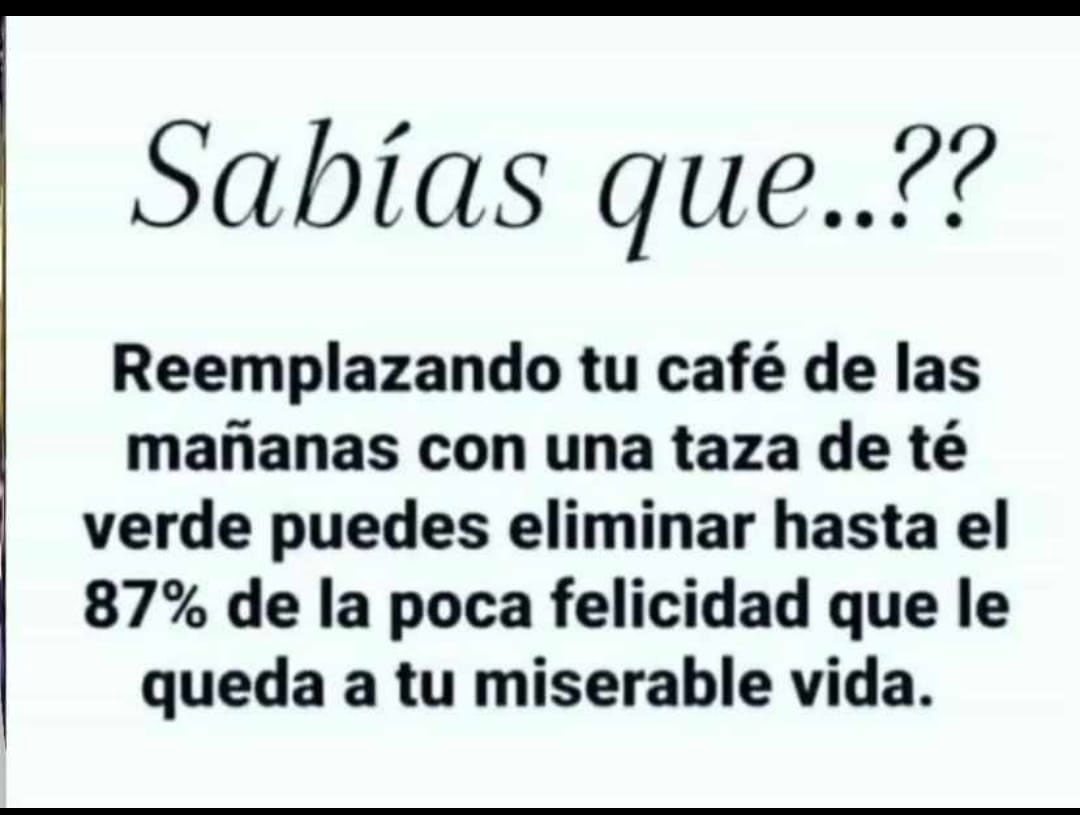 Sabías que..??
Reemplazando tu café de las
mañanas con una taza de té
verde puedes eliminar hasta el
87% de la poca felicidad que le
queda a tu miserable vida.